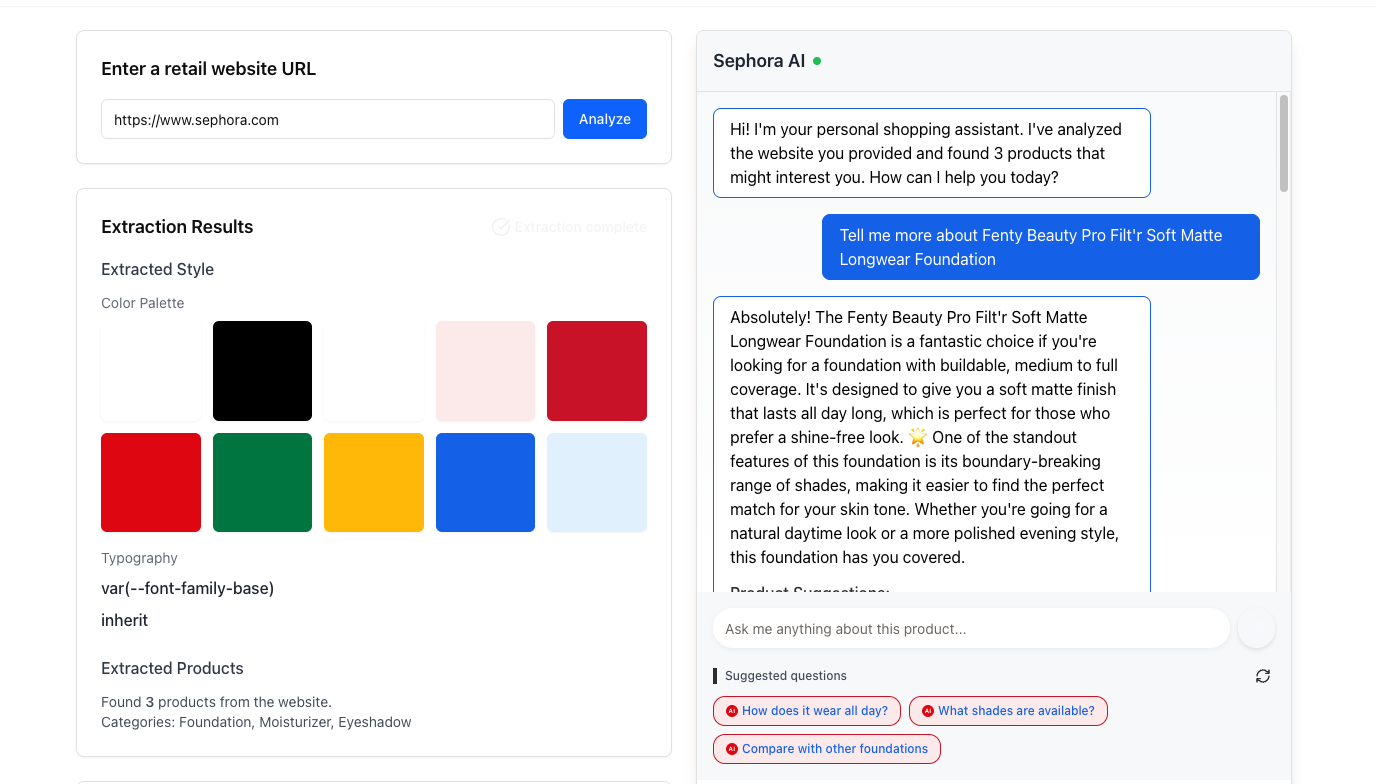 Enter a retail website URL
https://www.sephora.com
Analyze
Extraction Results
Extraction complete
Extracted Style
Color Palette
Typography
var(--font-family-base)
inherit
Extracted Products
Found 3 products from the website.
Categories: Foundation, Moisturizer, Eyeshadow
Sephora AI
Hi! I'm your personal shopping assistant. I've analyzed
the website you provided and found 3 products that
might interest you. How can I help you today?
Tell me more about Fenty Beauty Pro Filt'r Soft Matte
Longwear Foundation
Absolutely! The Fenty Beauty Pro Filt'r Soft Matte
Longwear Foundation is a fantastic choice if you're
looking for a foundation with buildable, medium to full
coverage. It's designed to give you a soft matte finish
that lasts all day long, which is perfect for those who
prefer a shine-free look. 🌟 One of the standout
features of this foundation is its boundary-breaking
range of shades, making it easier to find the perfect
match for your skin tone. Whether you're going for a
natural daytime look or a more polished evening style,
this foundation has you covered.
Product Suggestions:
Ask me anything about this product...
Suggested questions
AI How does it wear all day?
AI What shades are available?
AI Compare with other foundations